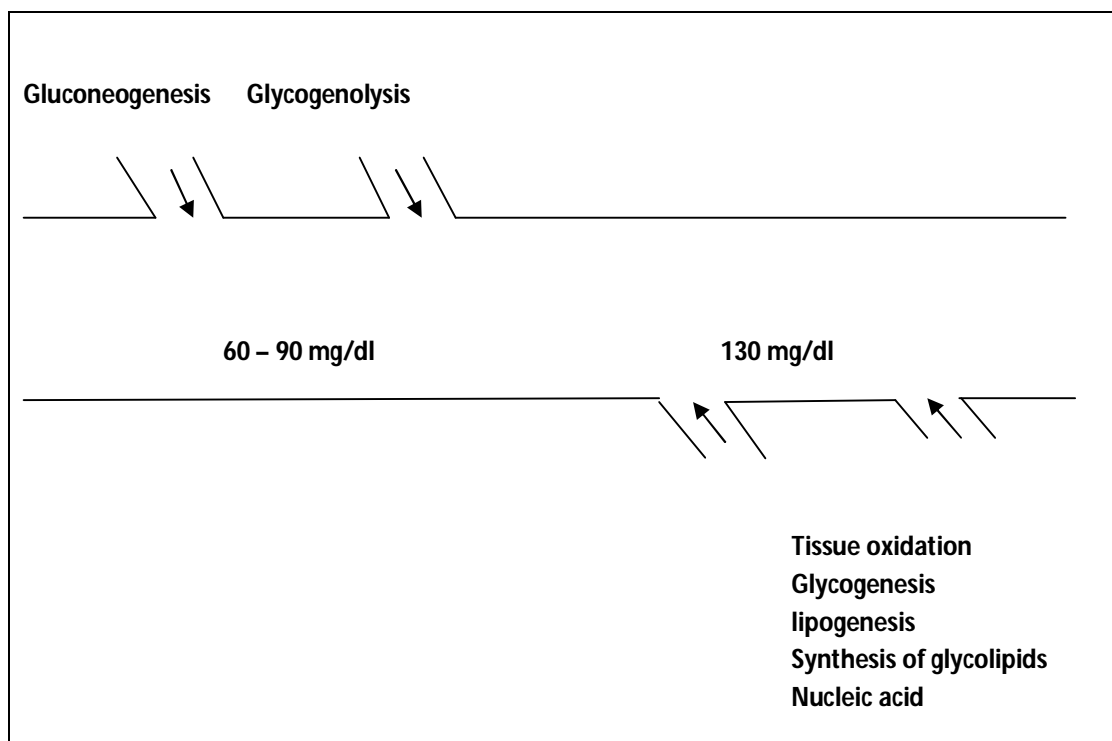 Gluconeogenesis Glycogenolysis
60 – 90 mg/dl 130 mg/dl
Tissue oxidation
Glycogenesis
lipogenesis
Synthesis of glycolipids
Nucleic acid